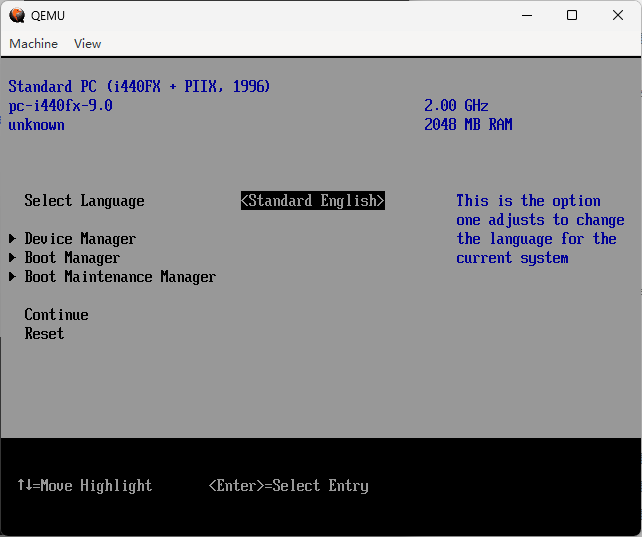 QEMU
Machine View
Standard PC (i440FX + PIIX, 1996)
pc-i440fx-9.0 2.00 GHz
unknown 2048 MB RAM
Select Language <Standard English> This is the option
one adjusts to change
Device Manager the language for the
Boot Manager current system
Boot Maintenance Manager
Continue
Reset
↑↓=Move Highlight <Enter>=Select Entry